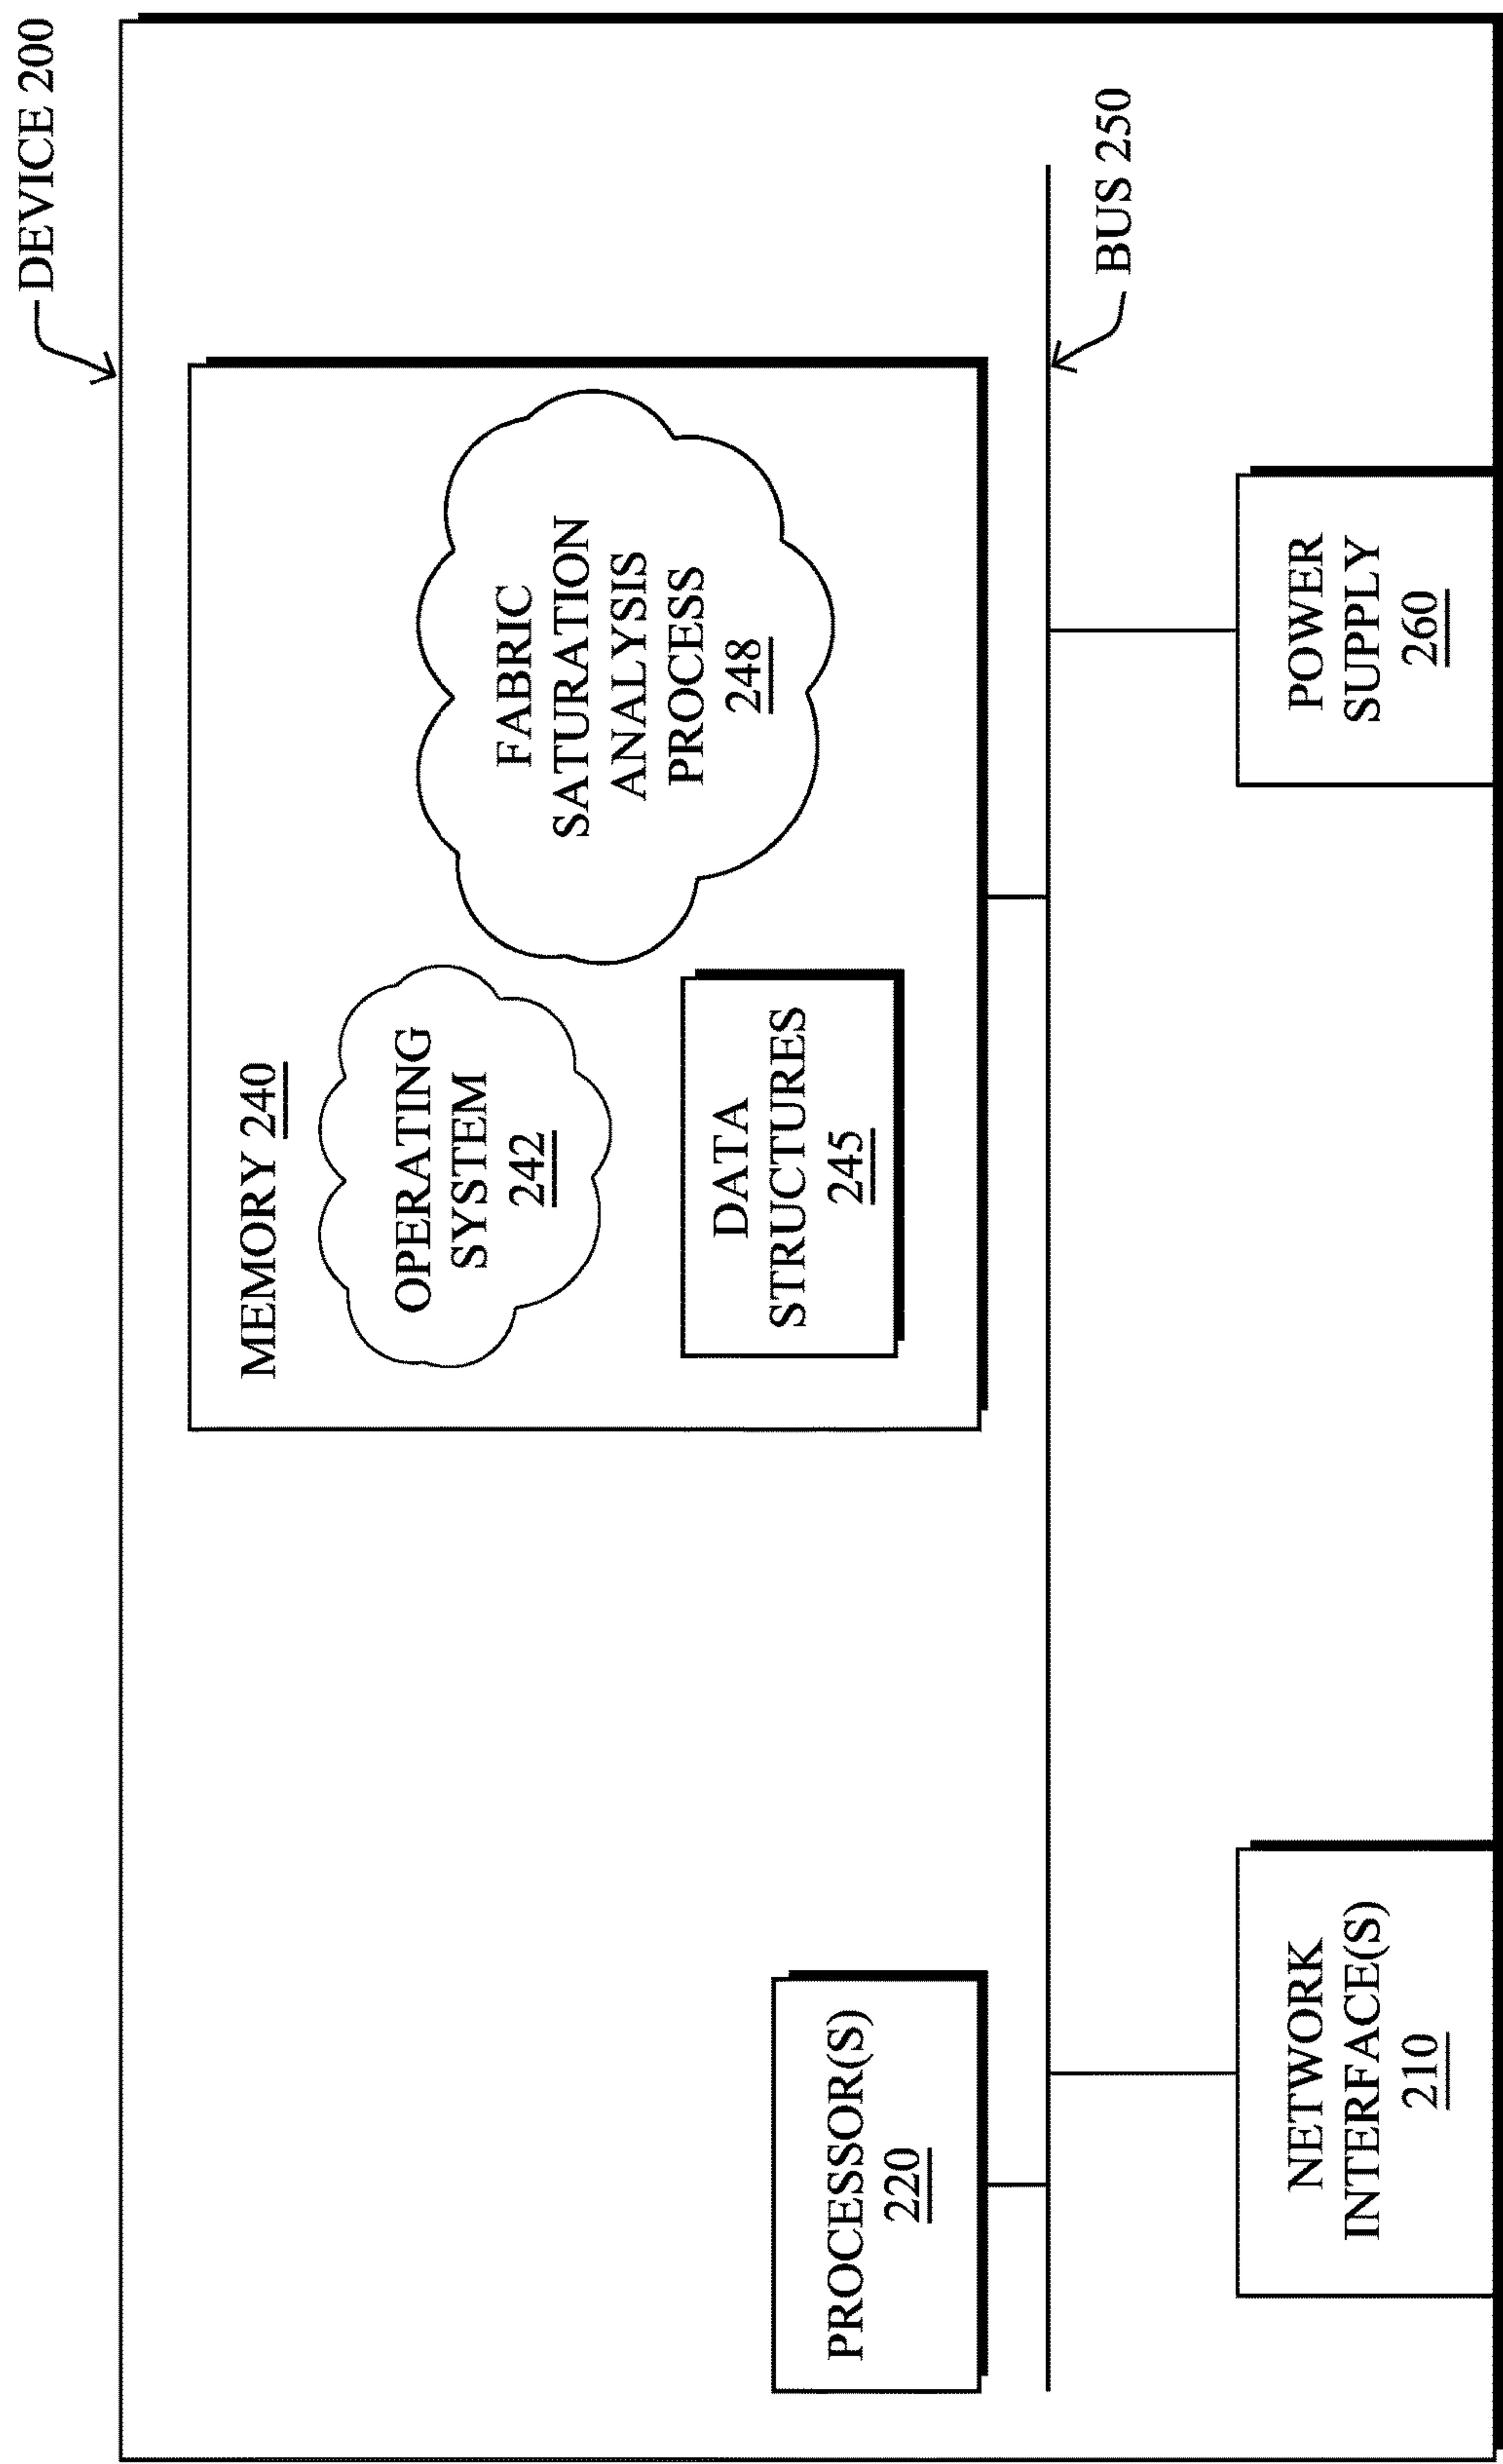 DEVICE 200
MEMORY 240
OPERATING
SYSTEM
242
FABRIC
SATURATION
ANALYSIS
PROCESS
248
DATA
STRUCTURES
245
PROCESSOR(S)
220
BUS 250
NETWORK
INTERFACE(S)
210
POWER
SUPPLY
260